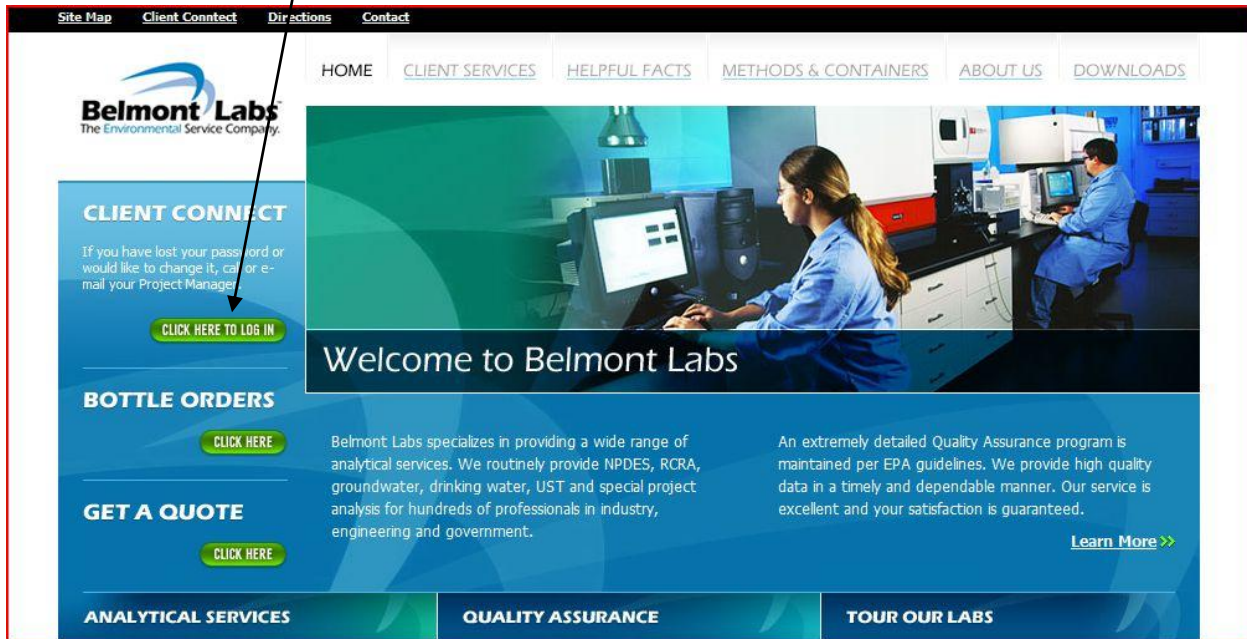 Site Map Client Conntect Directions Contact
Belmont Labs
The Environmental Service Company.
HOME CLIENT SERVICES HELPFUL FACTS METHODS & CONTAINERS ABOUT US DOWNLOADS
CLIENT CONNECT
If you have lost your password or
would like to change it, call or e-
mail your Project Manager.
CLICK HERE TO LOG IN
BOTTLE ORDERS
CLICK HERE
GET A QUOTE
CLICK HERE
Welcome to Belmont Labs
Belmont Labs specializes in providing a wide range of
analytical services. We routinely provide NPDES, RCRA,
groundwater, drinking water, UST and special project
analysis for hundreds of professionals in industry,
engineering and government.
An extremely detailed Quality Assurance program is
maintained per EPA guidelines. We provide high quality
data in a timely and dependable manner. Our service is
excellent and your satisfaction is guaranteed.
Learn More >>
ANALYTICAL SERVICES
QUALITY ASSURANCE
TOUR OUR LABS